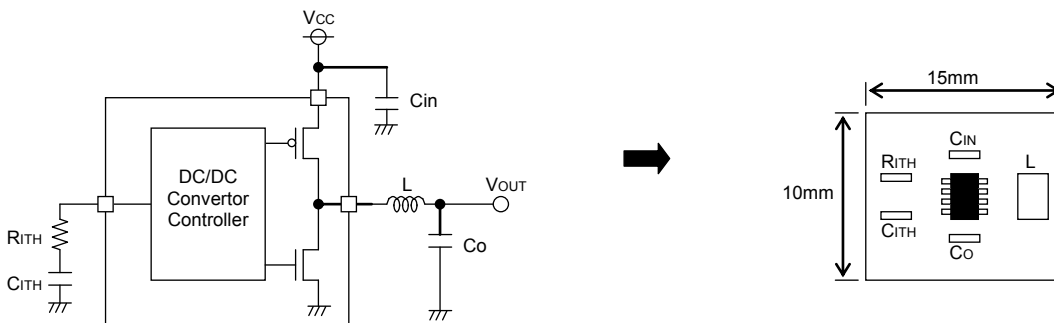 VCC
Cin
DC/DC
Convertor
Controller
L
VOUT
RITH
Co
CITH
15mm
10mm
CIN
RITH
L
CITH
CO